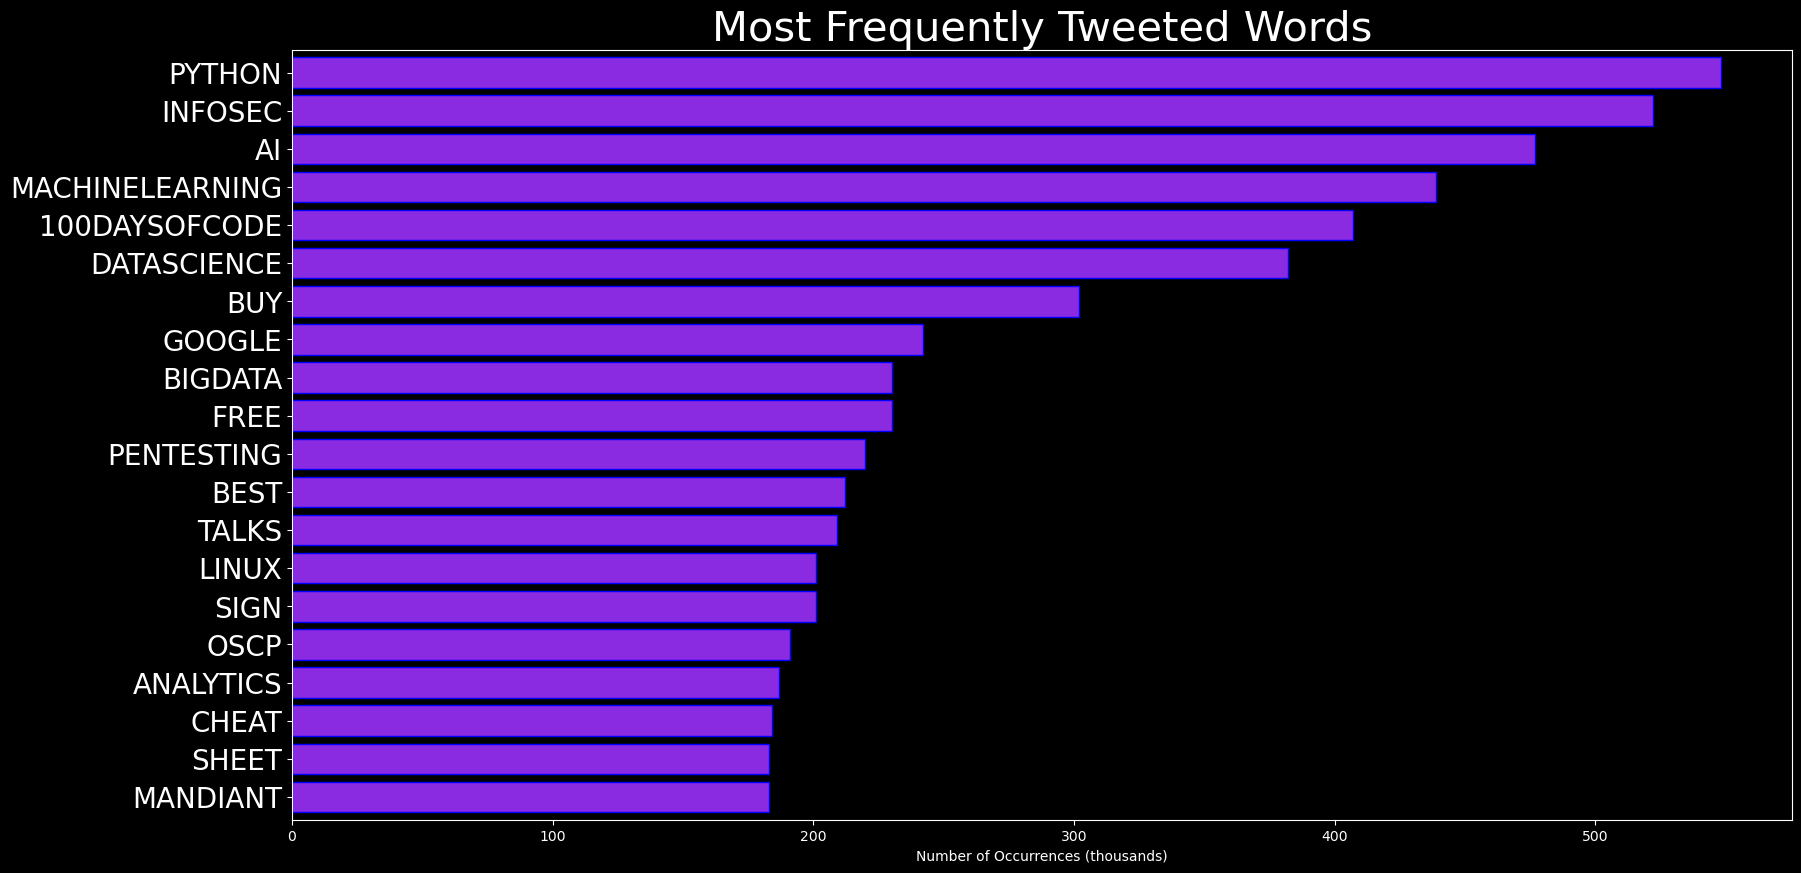 Most Frequently Tweeted Words
PYTHON
INFOSEC
AI
MACHINELEARNING
100DAYSOFCODE
DATASCIENCE
BUY
GOOGLE
BIGDATA
FREE
PENTESTING
BEST
TALKS
LINUX
SIGN
OSCP
ANALYTICS
CHEAT
SHEET
MANDIANT
0 100 200 300 400 500
Number of Occurrences (thousands)